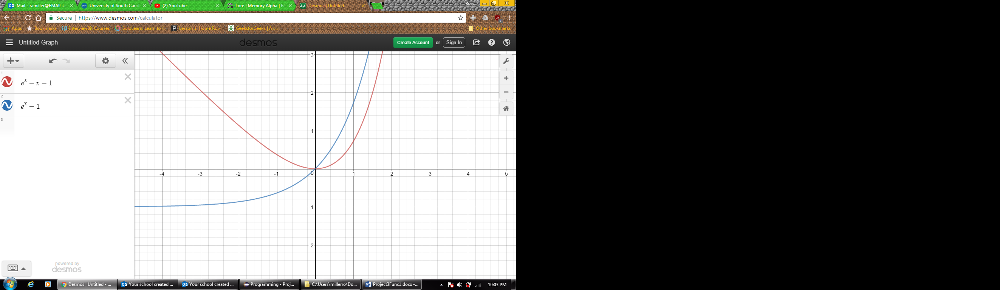 Mail - ramiller@EMAIL.U University of South Caro (2) YouTube Lore | Memory Alpha | FA Desmos | Untitled Ross
Secure | https://www.desmos.com/calculator
Apps Bookmarks InterviewBit Courses SoloLearn: Learn to C Lesson 1: Home Row GeeksforGeeks | A co Other bookmarks
Untitled Graph desmos Create Account or Sign In
1
e^x − x − 1
2
e^x − 1
3
3
2
1
-4 -3 -2 -1 0 1 2 3 4 5
-1
-2
powered by
desmos
Desmos | Untitled - ... Your school created ... Your school created ... Programming - Proj... C:\Users\millerro\Do... Project3Func1.docx -... 10:03 PM